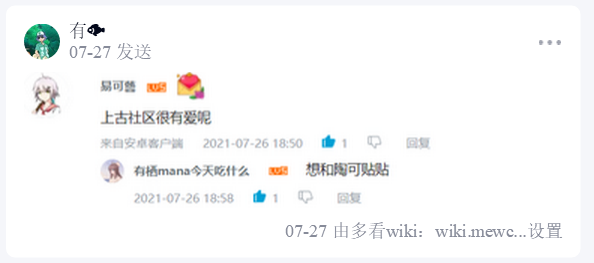 有
07-27 发送
易可薔 LV5
上古社区很有爱呢
来自安卓客户端 2021-07-26 18:50 1 回复
有栖mana今天吃什么 LV5 想和陶可贴贴
2021-07-26 18:58 1 回复
07-27 由多看wiki：wiki.mewc...设置